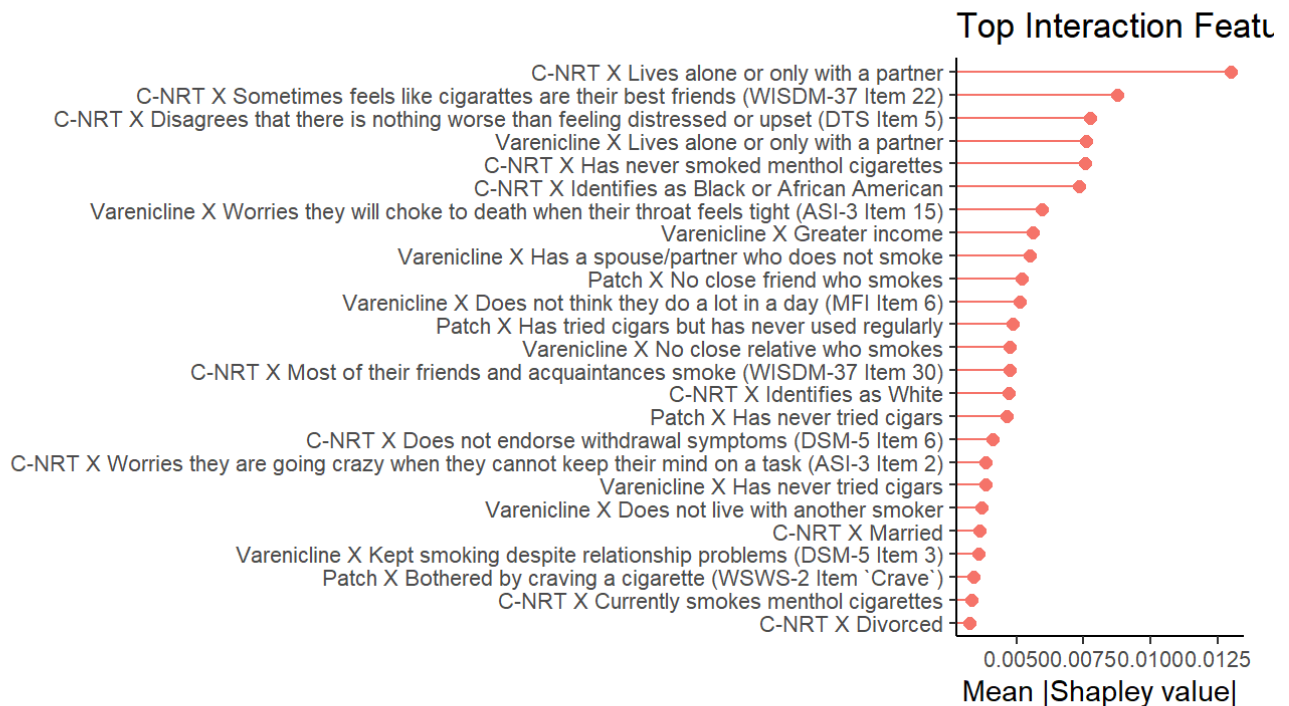 Top Interaction Featu
C-NRT X Lives alone or only with a partner
C-NRT X Sometimes feels like cigarattes are their best friends (WISDM-37 Item 22)
C-NRT X Disagrees that there is nothing worse than feeling distressed or upset (DTS Item 5)
Varenicline X Lives alone or only with a partner
C-NRT X Has never smoked menthol cigarettes
C-NRT X Identifies as Black or African American
Varenicline X Worries they will choke to death when their throat feels tight (ASI-3 Item 15)
Varenicline X Greater income
Varenicline X Has a spouse/partner who does not smoke
Patch X No close friend who smokes
Varenicline X Does not think they do a lot in a day (MFI Item 6)
Patch X Has tried cigars but has never used regularly
Varenicline X No close relative who smokes
C-NRT X Most of their friends and acquaintances smoke (WISDM-37 Item 30)
C-NRT X Identifies as White
Patch X Has never tried cigars
C-NRT X Does not endorse withdrawal symptoms (DSM-5 Item 6)
C-NRT X Worries they are going crazy when they cannot keep their mind on a task (ASI-3 Item 2)
Varenicline X Has never tried cigars
Varenicline X Does not live with another smoker
C-NRT X Married
Varenicline X Kept smoking despite relationship problems (DSM-5 Item 3)
Patch X Bothered by craving a cigarette (WSWS-2 Item `Crave`)
C-NRT X Currently smokes menthol cigarettes
C-NRT X Divorced
0.00500.00750.01000.0125
Mean |Shapley value|